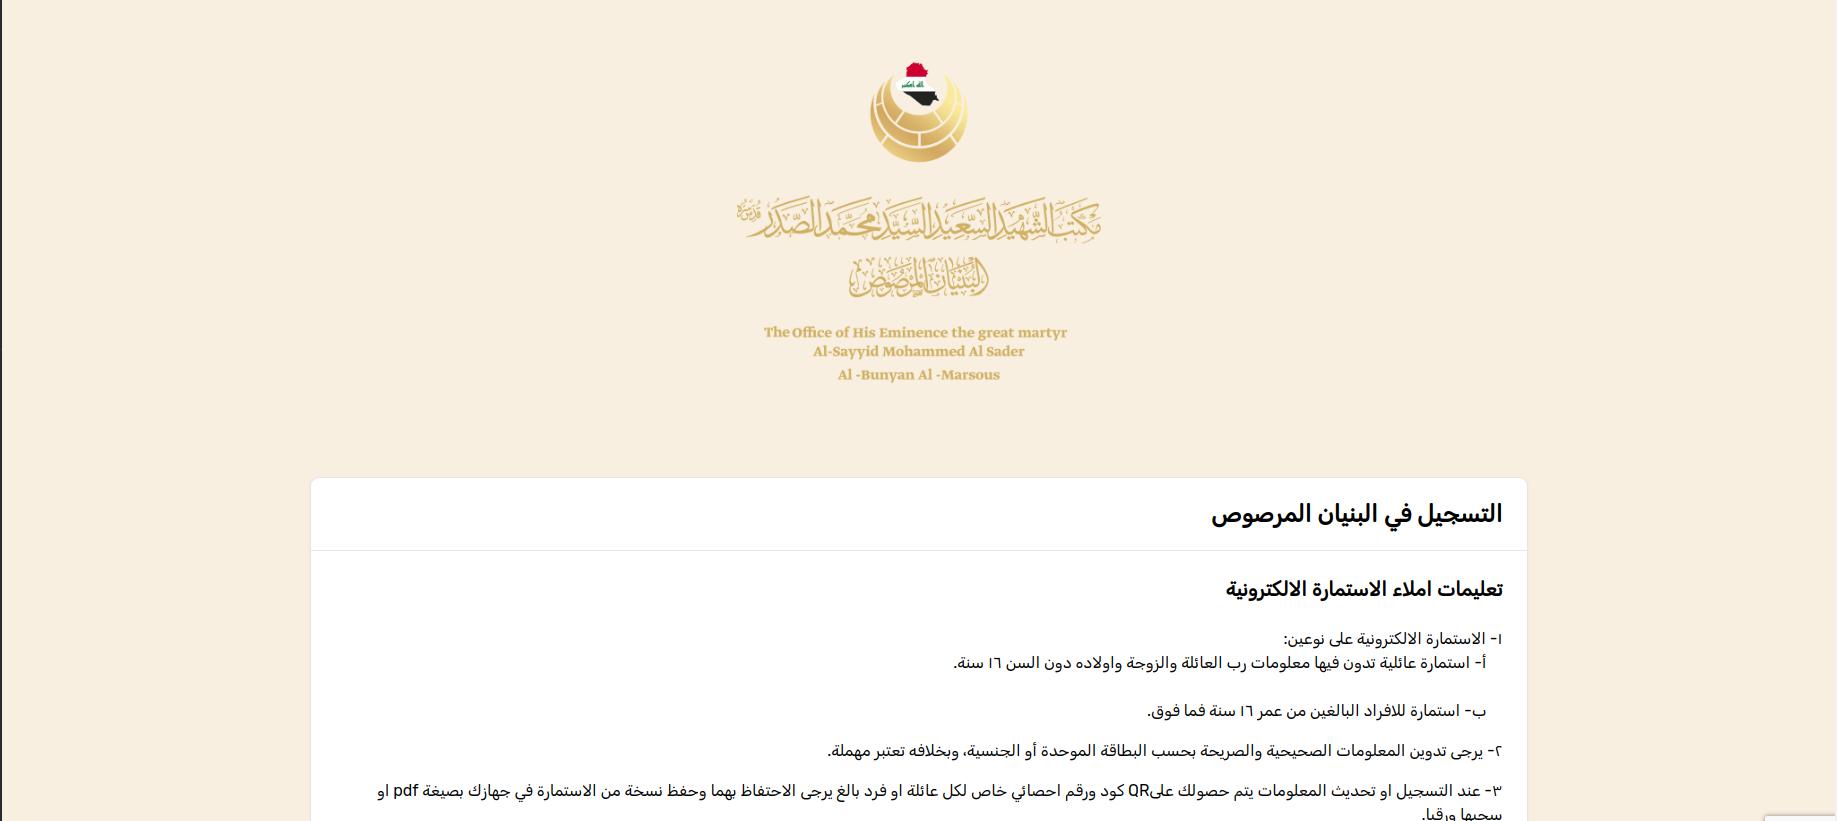 الله اكبر
مكتب الشهيد السعيد السيد محمد الصدر قدس سره
البنيان المرصوص
The Office of His Eminence the great martyr
Al-Sayyid Mohammed Al Sader
Al -Bunyan Al -Marsous
التسجيل في البنيان المرصوص
تعليمات املاء الاستمارة الالكترونية
١- الاستمارة الالكترونية على نوعين:
أ- استمارة عائلية تدون فيها معلومات رب العائلة والزوجة واولاده دون السن ١٦ سنة.
ب- استمارة للافراد البالغين من عمر ١٦ سنة فما فوق.
٢- يرجى تدوين المعلومات الصحيحية والصريحة بحسب البطاقة الموحدة أو الجنسية، وبخلافه تعتبر مهملة.
٣- عند التسجيل او تحديث المعلومات يتم حصولك علىQR كود ورقم احصائي خاص لكل عائلة او فرد بالغ يرجى الاحتفاظ بهما وحفظ نسخة من الاستمارة في جهازك بصيغة pdf او
سحبها ورقيا.